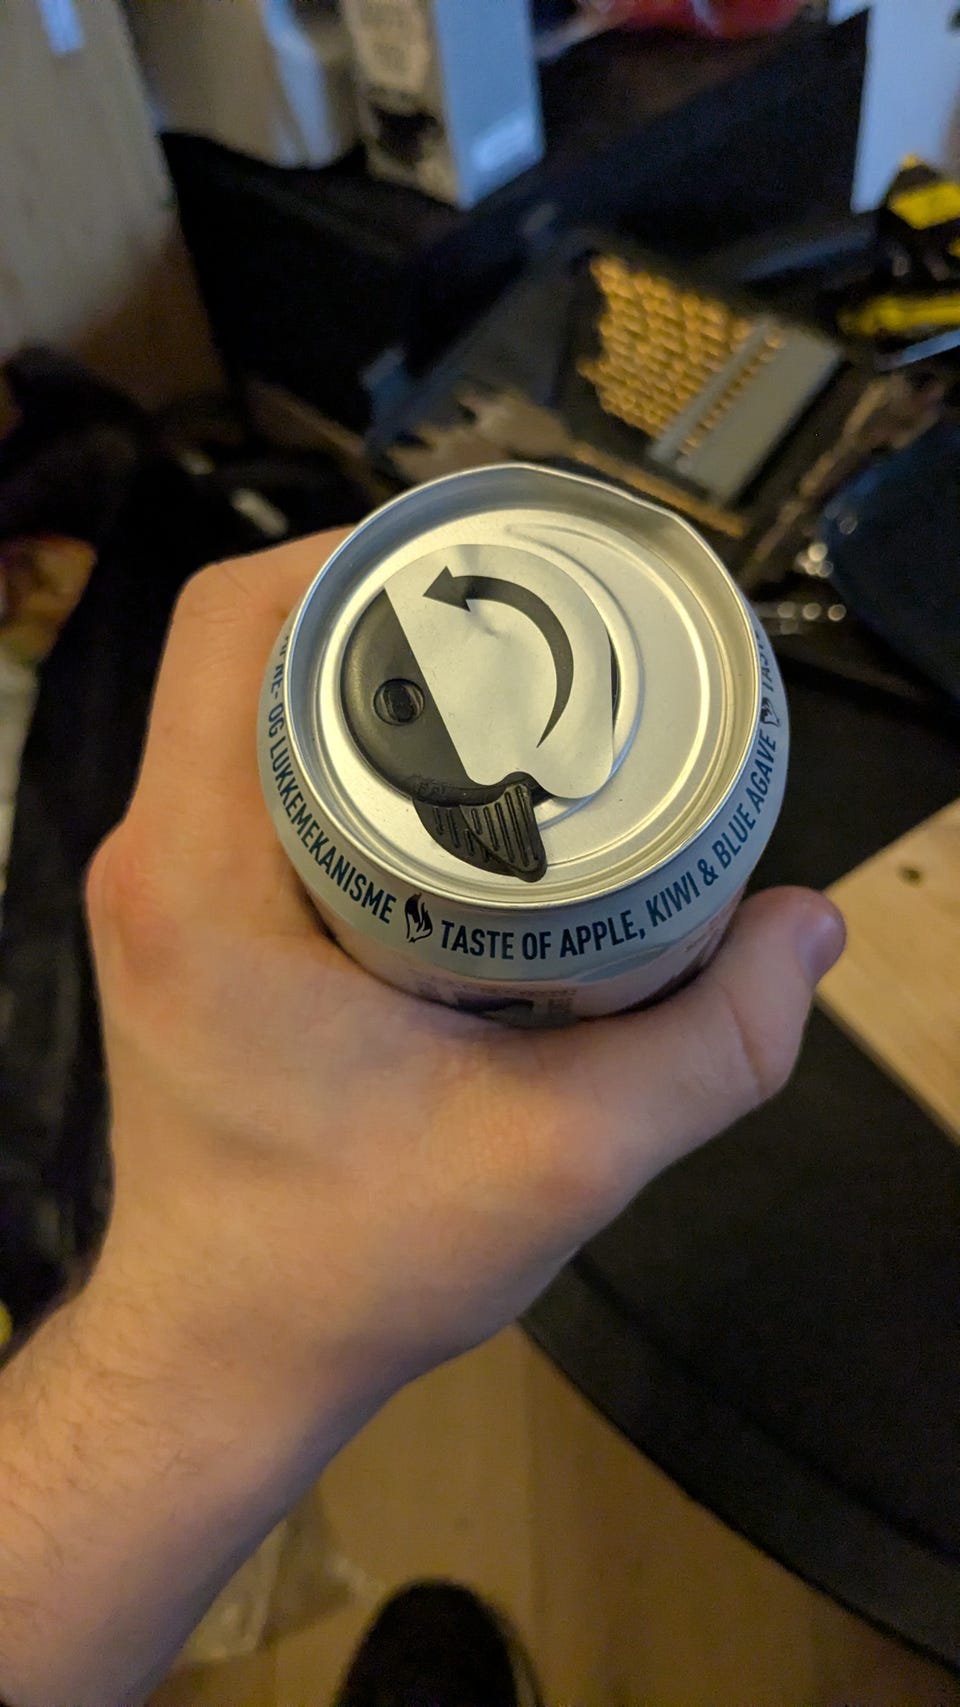 OG LUKKEMEKANISME TASTE OF APPLE, KIWI & BLUE AGAVE